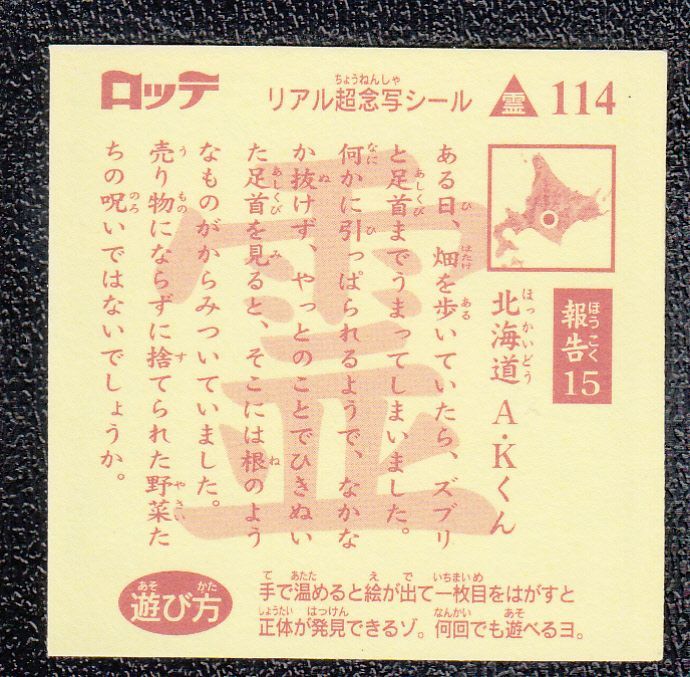 ロッテ
リアル超念写シール
霊
114
報告15
北海道 A・Kくん
ある日、畑を歩いていたら、ズブリ
と足首までうまってしまいました。
何かに引っぱられるようで、なかな
か抜けず、やっとのことでひきぬい
た足首を見ると、そこには根のよう
なものがからみついていました。
売り物にならずに捨てられた野菜た
ちの呪いではないでしょうか。
遊び方
手で温めると絵が出て一枚目をはがすと
正体が発見できるゾ。何回でも遊べるヨ。